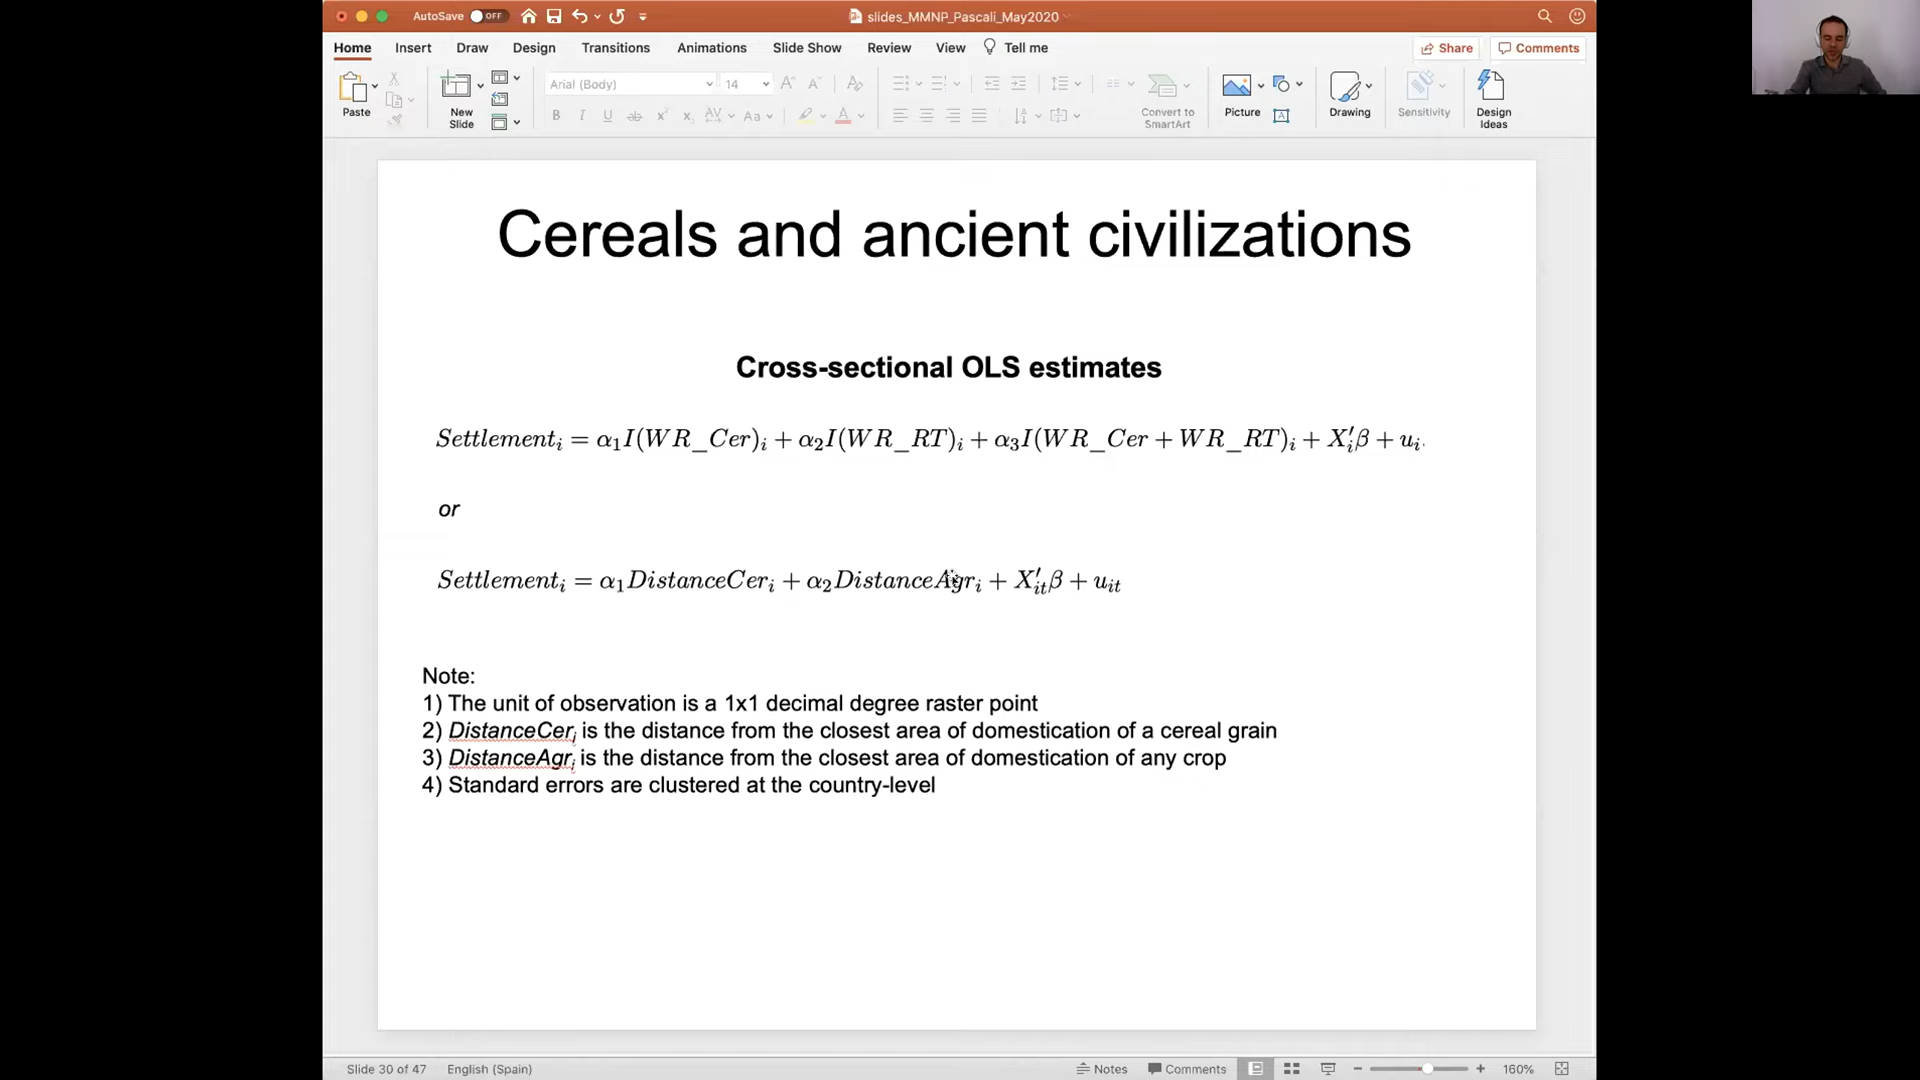 AutoSave OFF slides_MMNP_Pascali_May2020
Home Insert Draw Design Transitions Animations Slide Show Review View Tell me Share Comments
Paste New Slide Arial (Body) 14 Convert to SmartArt Picture Drawing Sensitivity Design Ideas
Cereals and ancient civilizations
Cross-sectional OLS estimates
Settlement_i = α_1 I(WR_Cer)_i + α_2 I(WR_RT)_i + α_3 I(WR_Cer + WR_RT)_i + X'_i β + u_i.
or
Settlement_i = α_1 DistanceCer_i + α_2 DistanceAgr_i + X'_it β + u_it
Note:
1) The unit of observation is a 1x1 decimal degree raster point
2) DistanceCer_i is the distance from the closest area of domestication of a cereal grain
3) DistanceAgr_i is the distance from the closest area of domestication of any crop
4) Standard errors are clustered at the country-level
Slide 30 of 47 English (Spain) Notes Comments 160%